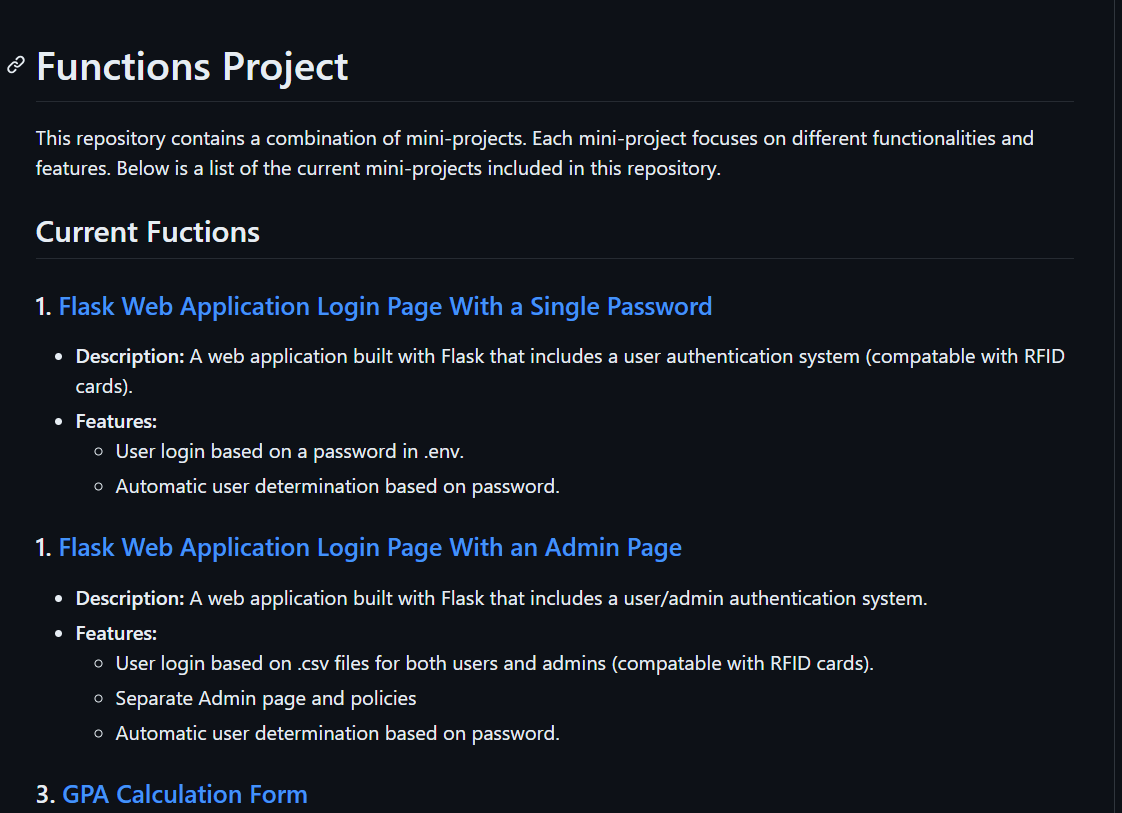 Functions Project
This repository contains a combination of mini-projects. Each mini-project focuses on different functionalities and
features. Below is a list of the current mini-projects included in this repository.
Current Fuctions
1. Flask Web Application Login Page With a Single Password
Description: A web application built with Flask that includes a user authentication system (compatable with RFID
cards).
Features:
User login based on a password in .env.
Automatic user determination based on password.
1. Flask Web Application Login Page With an Admin Page
Description: A web application built with Flask that includes a user/admin authentication system.
Features:
User login based on .csv files for both users and admins (compatable with RFID cards).
Separate Admin page and policies
Automatic user determination based on password.
3. GPA Calculation Form